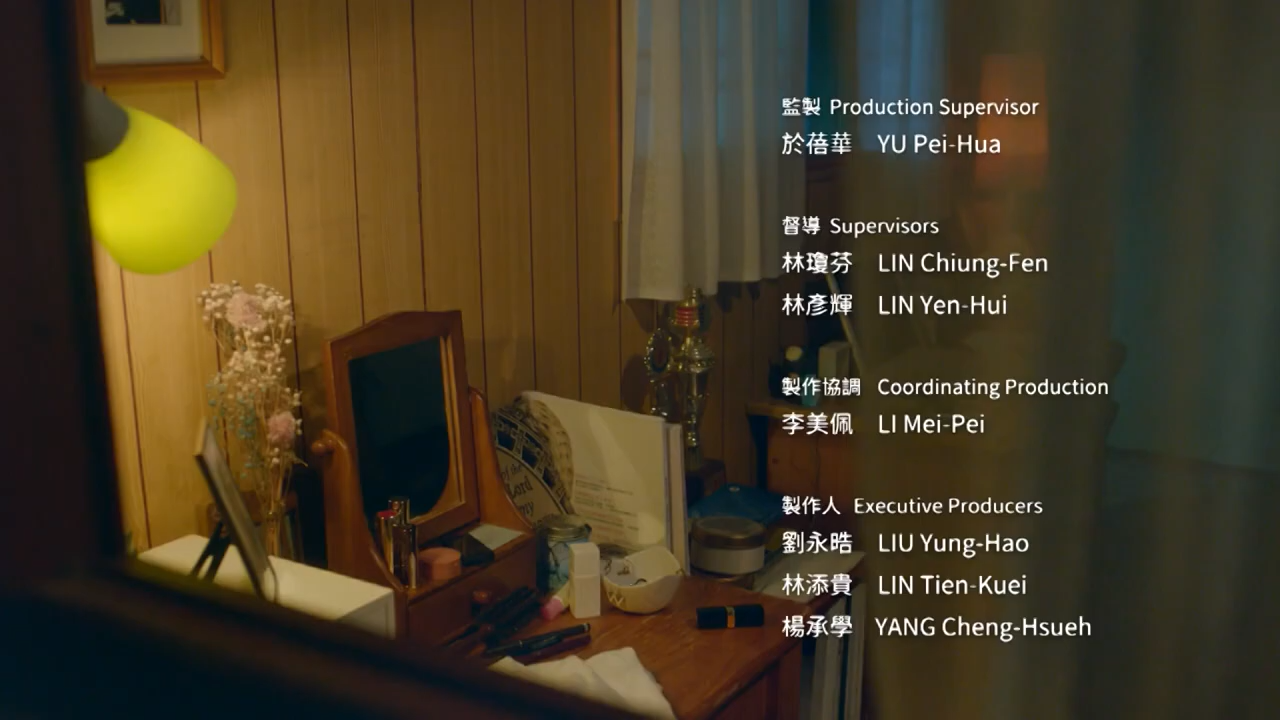 監製 Production Supervisor
於蓓華 YU Pei-Hua
督導 Supervisors
林瓊芬 LIN Chiung-Fen
林彥輝 LIN Yen-Hui
製作協調 Coordinating Production
李美佩 LI Mei-Pei
製作人 Executive Producers
劉永晧 LIU Yung-Hao
林添貴 LIN Tien-Kuei
楊承學 YANG Cheng-Hsueh
of the
Lord